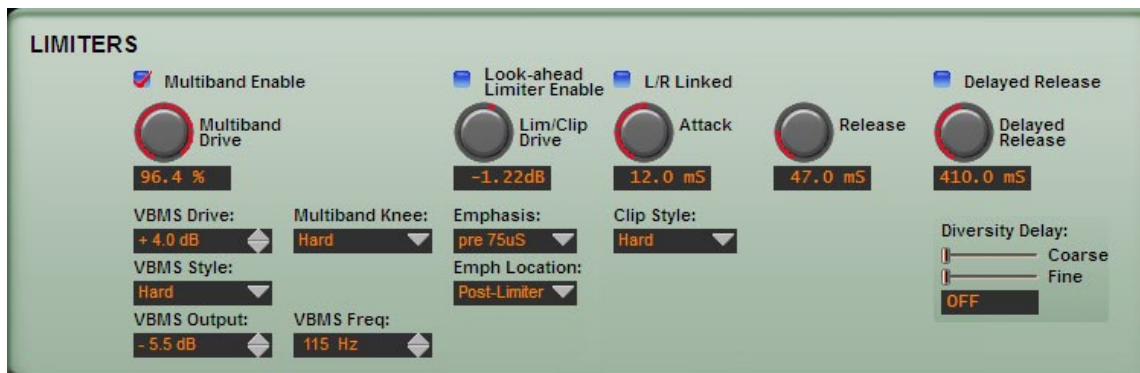 LIMITERS
Multiband Enable
Look-ahead
Limiter Enable
L/R Linked
Delayed Release
Multiband
Drive
Lim/Clip
Drive
Attack
Release
Delayed
Release
96.4 %
-1.22dB
12.0 mS
47.0 mS
410.0 mS
VBMS Drive:
Multiband Knee:
Emphasis:
Clip Style:
+ 4.0 dB
Hard
pre 75uS
Hard
Diversity Delay:
Coarse
Fine
OFF
VBMS Style:
Emph Location:
Hard
Post-Limiter
VBMS Output:
VBMS Freq:
- 5.5 dB
115 Hz